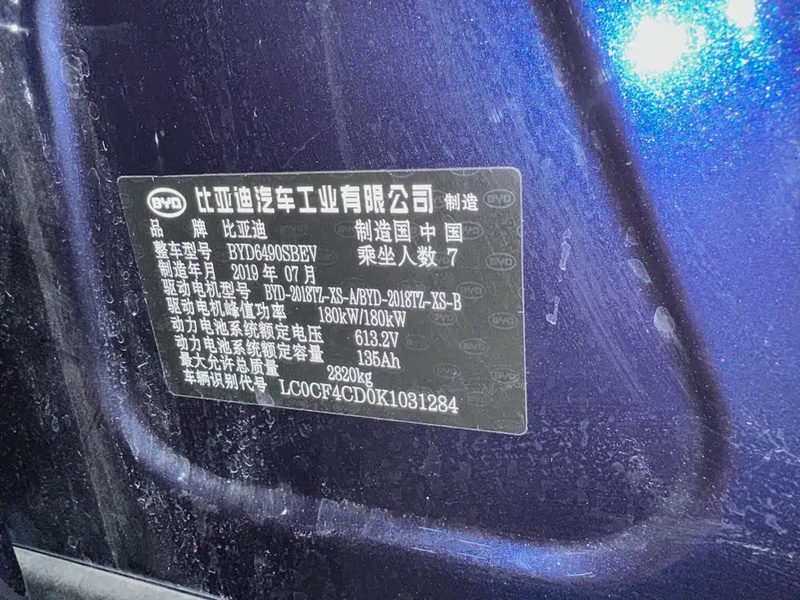 BYD 比亚迪汽车工业有限公司 制造
品 牌 比亚迪 制造国 中国
整车型号 BYD6490SBEV 乘坐人数 7
制造年月 2019 年 07 月
驱动电机型号 BYD-2018TZ-XS-A/BYD-2018TZ-XS-B
驱动电机峰值功率 180kW/180kW
动力电池系统额定电压 613.2V
动力电池系统额定容量 135Ah
最大允许总质量 2820kg
车辆识别代号 LC0CF4CD0K1031284